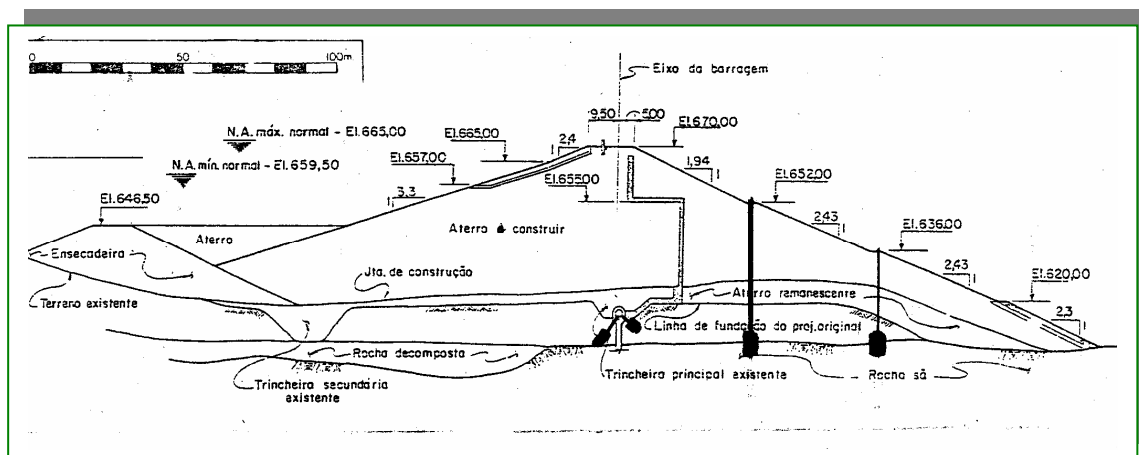 0 50 100m
Eixo da barragem
9,50 5,00
N.A. máx. normal - El.665,00
El.665,00
2,4
1
El.670,00
El.657,00
1,94
1
N.A. mín. normal - El.659,50
El.655,00
El.652,00
3,3
1
El.646,50
2,43
1
El.636,00
Aterro
Aterro à construir
Ensecadeira
2,43
1
El.620,00
Jta. de construção
Terreno existente
Aterro remanescente
2,3
1
Linha de fundação do proj. original
Rocha decomposta
Trincheira secundária
existente
Trincheira principal existente
Rocha sã